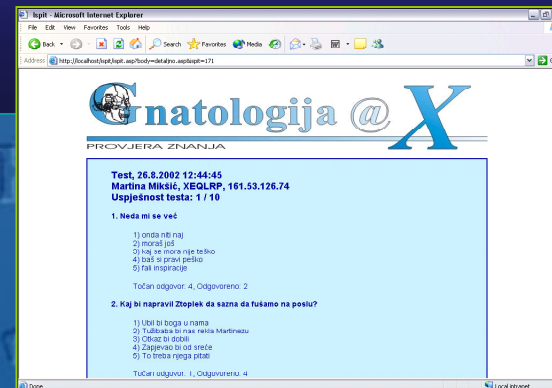 Ispit - Microsoft Internet Explorer
File Edit View Favorites Tools Help
Back Search Favorites Media
Address http://localhost/ispit/ispit.asp?body=detaljno.asp&ispit=171
Gnatologija @ X
PROVJERA ZNANJA
Test, 26.8.2002 12:44:45
Martina Mikšić, XEQLRP, 161.53.126.74
Uspješnost testa: 1 / 10
1. Neda mi se već
1) onda niti naj
2) moraš još
3) kaj se mora nije teško
4) baš si pravi peško
5) fali inspiracije
Točan odgovor: 4, Odgovoreno: 2
2. Kaj bi napravil Ztoplek da sazna da fušamo na poslu?
1) Ubil bi boga u nama
2) Tužibaba bi nas rekla Martinezu
3) Otkaz bi dobili
4) Zapjevao bi od sreće
5) To treba njega pitati
Točan odgovor: 1, Odgovoreno: 4
Done Local intranet